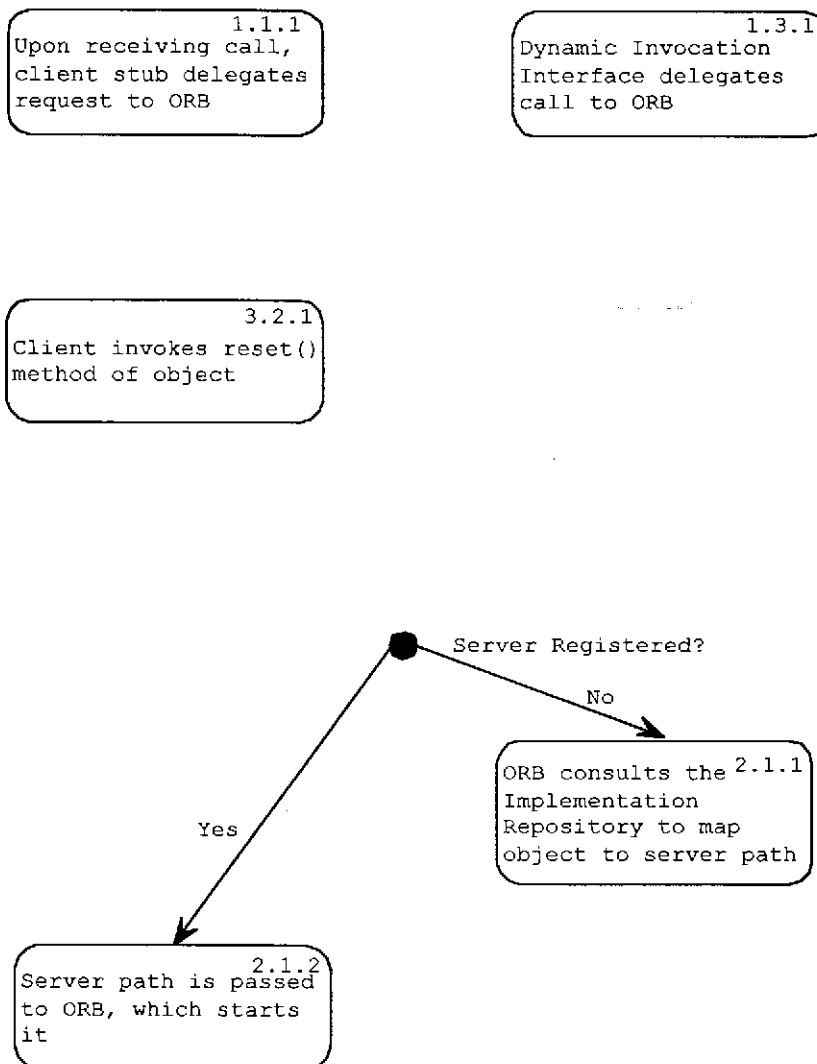 1.1.1
Upon receiving call,
client stub delegates
request to ORB
1.3.1
Dynamic Invocation
Interface delegates
call to ORB
3.2.1
Client invokes reset()
method of object
Server Registered?
No
Yes
2.1.1
ORB consults the
Implementation
Repository to map
object to server path
2.1.2
Server path is passed
to ORB, which starts
it